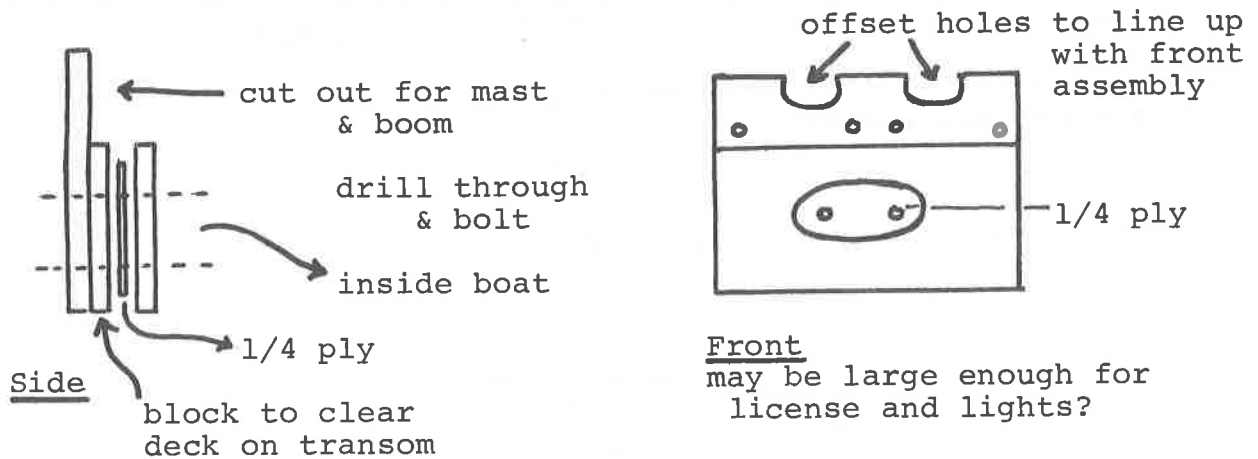 cut out for mast
& boom
drill through
& bolt
inside boat
1/4 ply
Side
block to clear
deck on transom
offset holes to line up
with front
assembly
1/4 ply
Front
may be large enough for
license and lights?